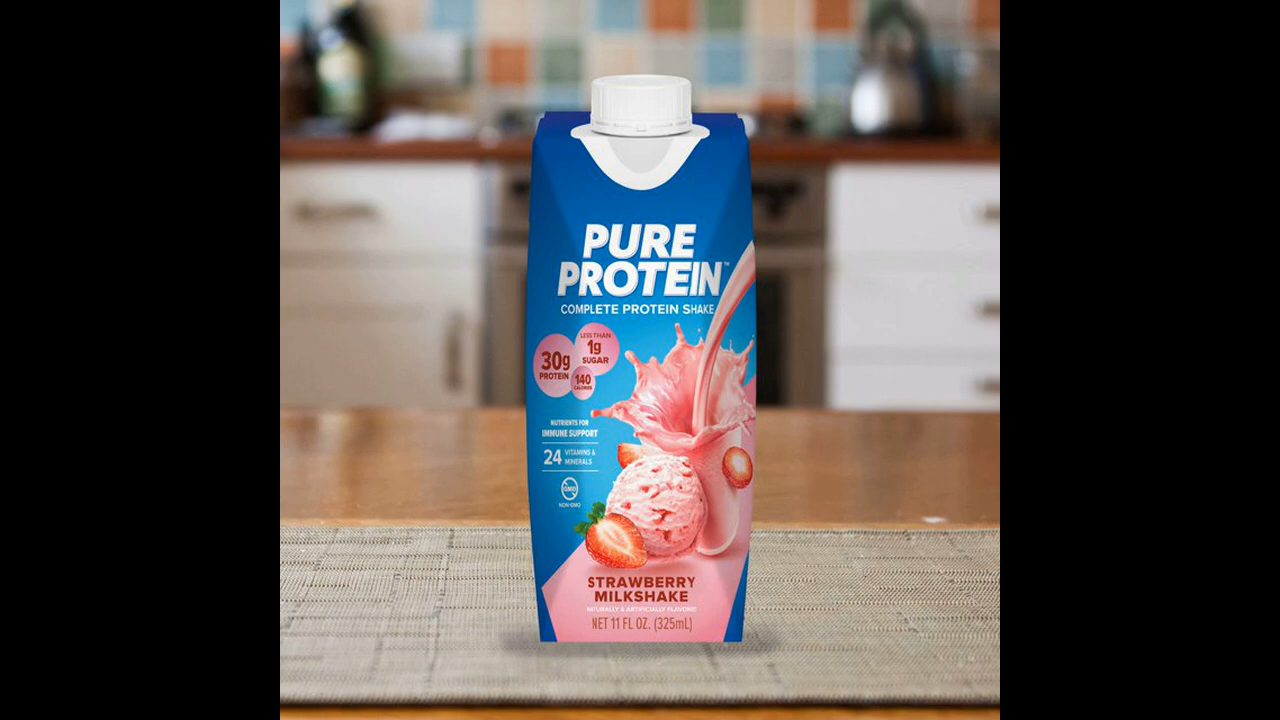 PURE
PROTEIN™
COMPLETE PROTEIN SHAKE
LESS THAN
1g
SUGAR
30g
PROTEIN
140
CALORIES
NUTRIENTS FOR
IMMUNE SUPPORT
24 VITAMINS &
MINERALS
GMO
NON-GMO
STRAWBERRY
MILKSHAKE
NATURALLY & ARTIFICIALLY FLAVORED
NET 11 FL OZ. (325mL)